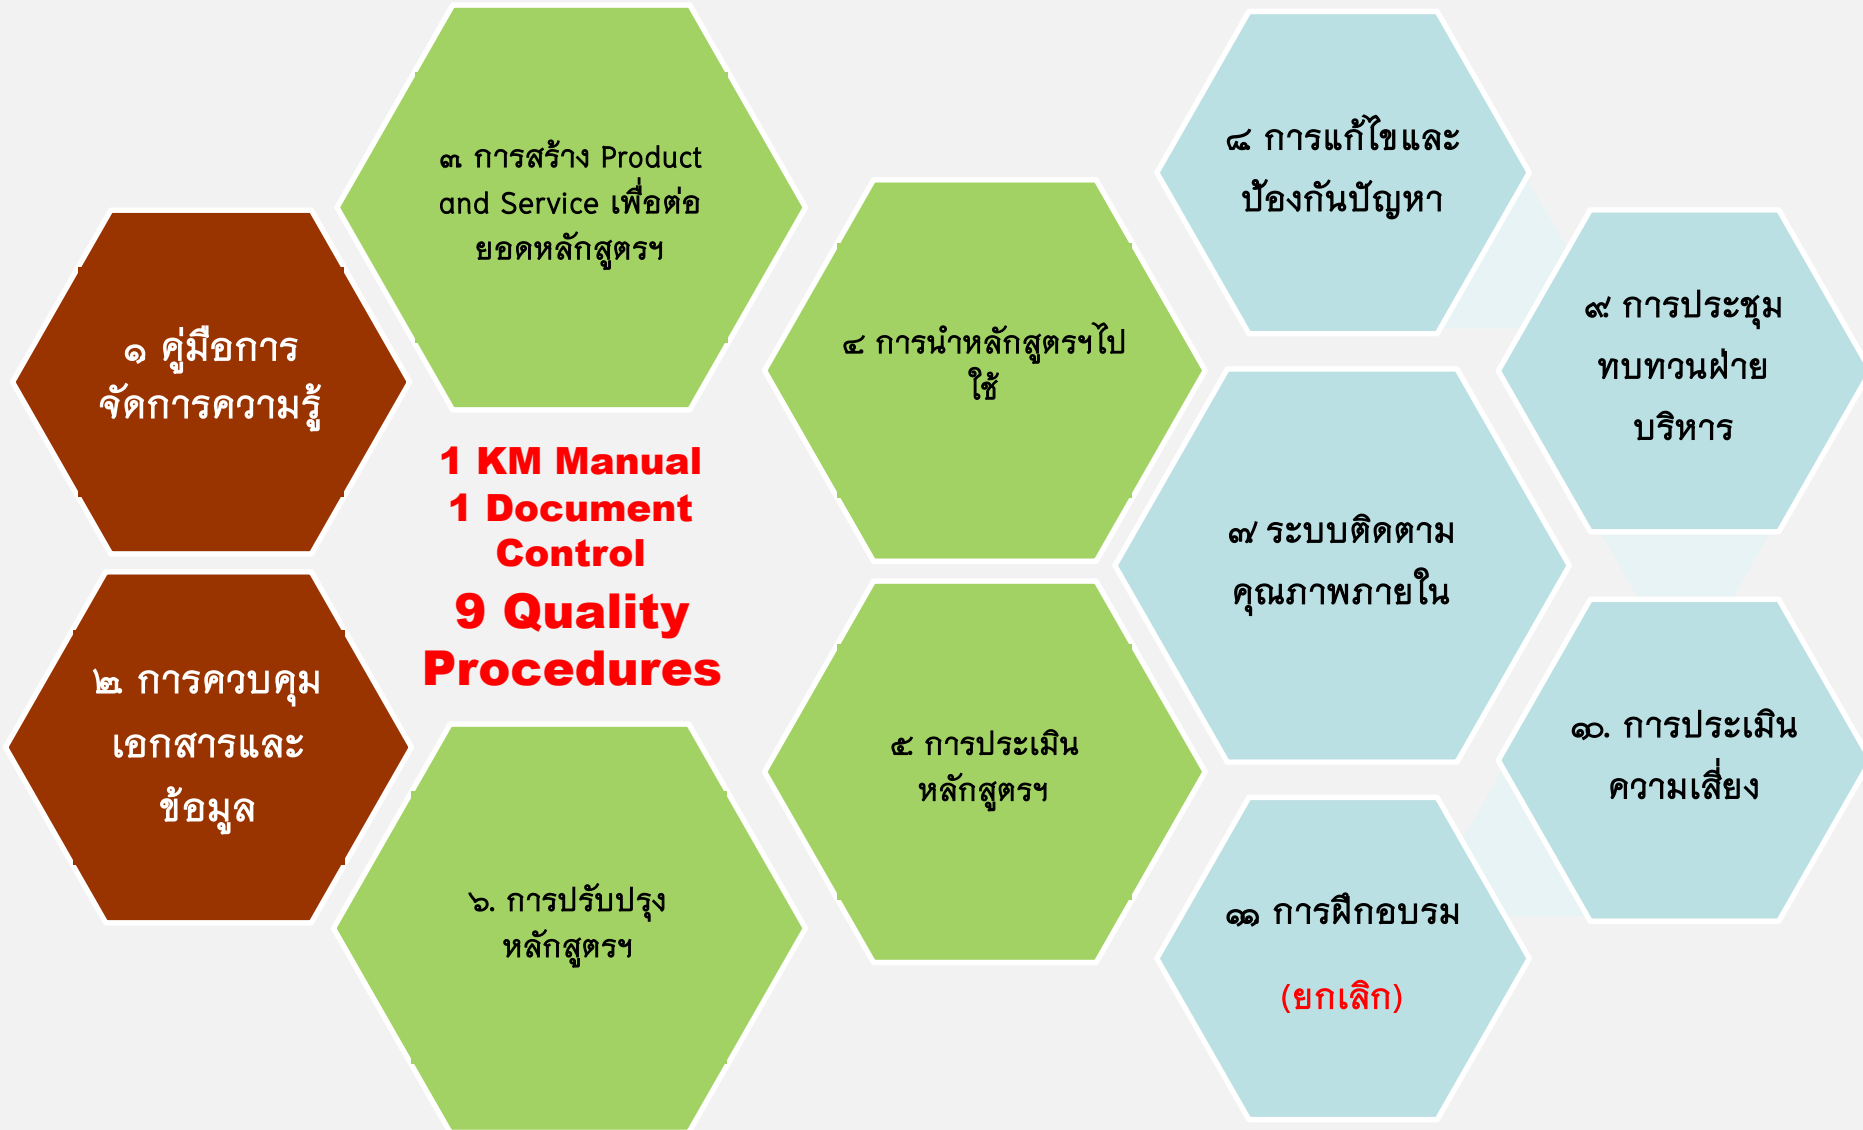 ๑ คู่มือการ
จัดการความรู้
๒. การควบคุม
เอกสารและ
ข้อมูล
๓. การสร้าง Product
and Service เพื่อต่อ
ยอดหลักสูตรฯ
1 KM Manual
1 Document
Control
9 Quality
Procedures
๔ การนำหลักสูตรฯไป
ใช้
๕. การประเมิน
หลักสูตรฯ
๖. การปรับปรุง
หลักสูตรฯ
๗ ระบบติดตาม
คุณภาพภายใน
๘. การแก้ไขและ
ป้องกันปัญหา
๙ การประชุม
ทบทวนฝ่าย
บริหาร
๑๐. การประเมิน
ความเสี่ยง
๑๑ การฝึกอบรม
(ยกเลิก)